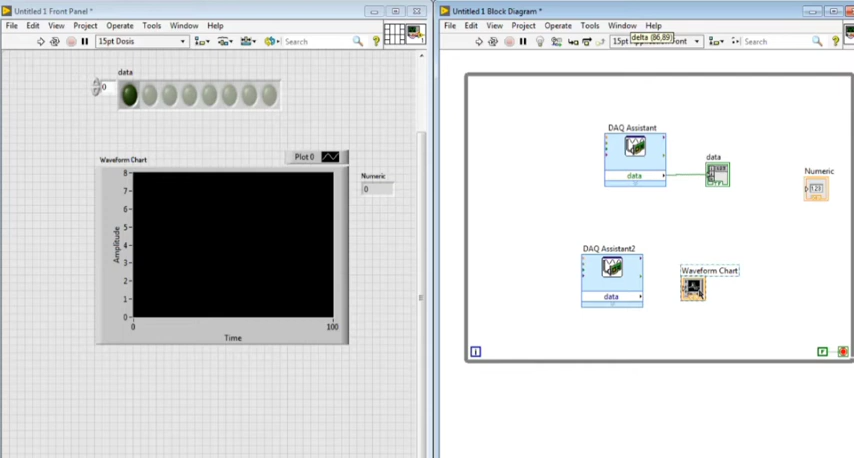 Untitled 1 Front Panel *
File Edit View Project Operate Tools Window Help
15pt Dosis
Search
1
data
0
Waveform Chart
Plot 0
Numeric
0
8
7
6
5
4
3
2
1
0
Amplitude
0
100
Time
Untitled 1 Block Diagram *
File Edit View Project Operate Tools Window Help
delta (86,89)
Search
DAQ Assistant
data
data
Numeric
DAQ Assistant2
data
Waveform Chart
i
F